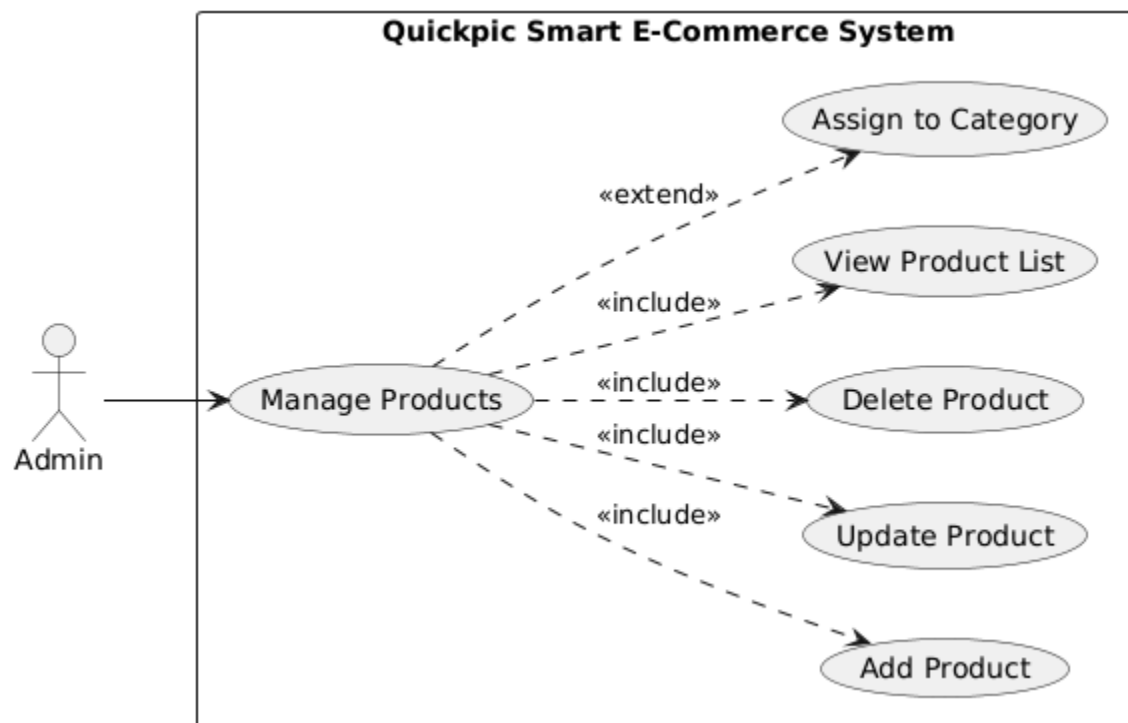 Quickpic Smart E-Commerce System
Assign to Category
«extend»
View Product List
«include»
Manage Products
«include»
Delete Product
«include»
Admin
«include»
Update Product
Add Product